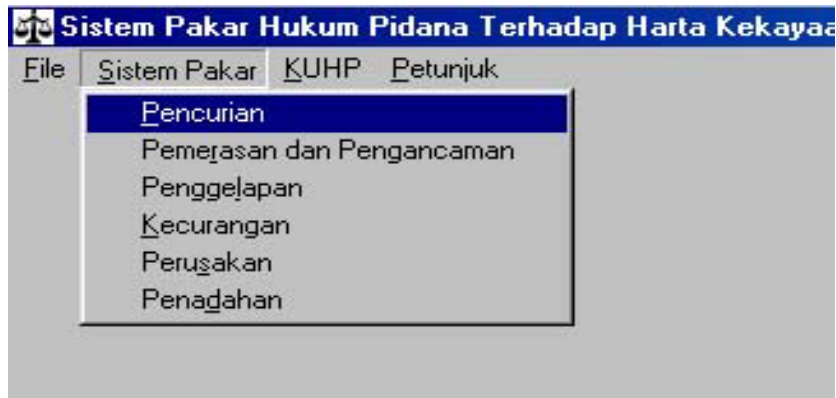 Sistem Pakar Hukum Pidana Terhadap Harta Kekayaa
File Sistem Pakar KUHP Petunjuk
Pencurian
Pemerasan dan Pengancaman
Penggelapan
Kecurangan
Perusakan
Penadahan